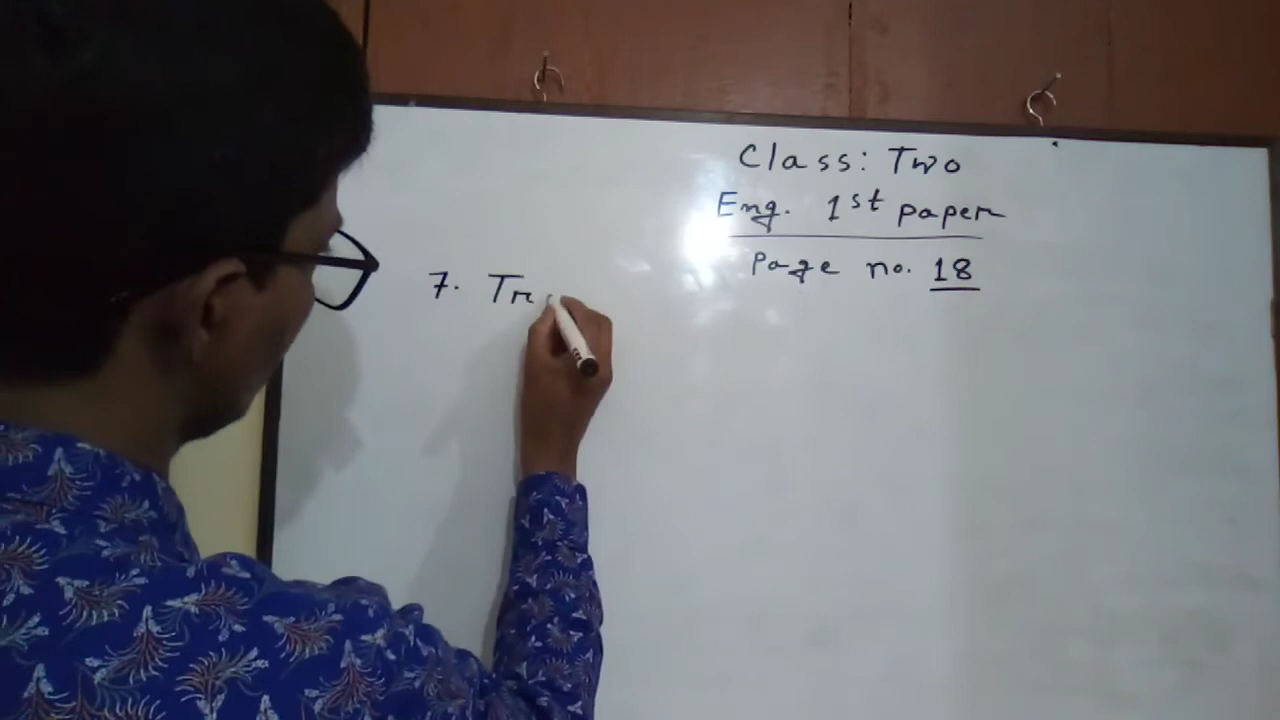 Class: Two
Eng. 1st paper
Page no. 18
7. Tr